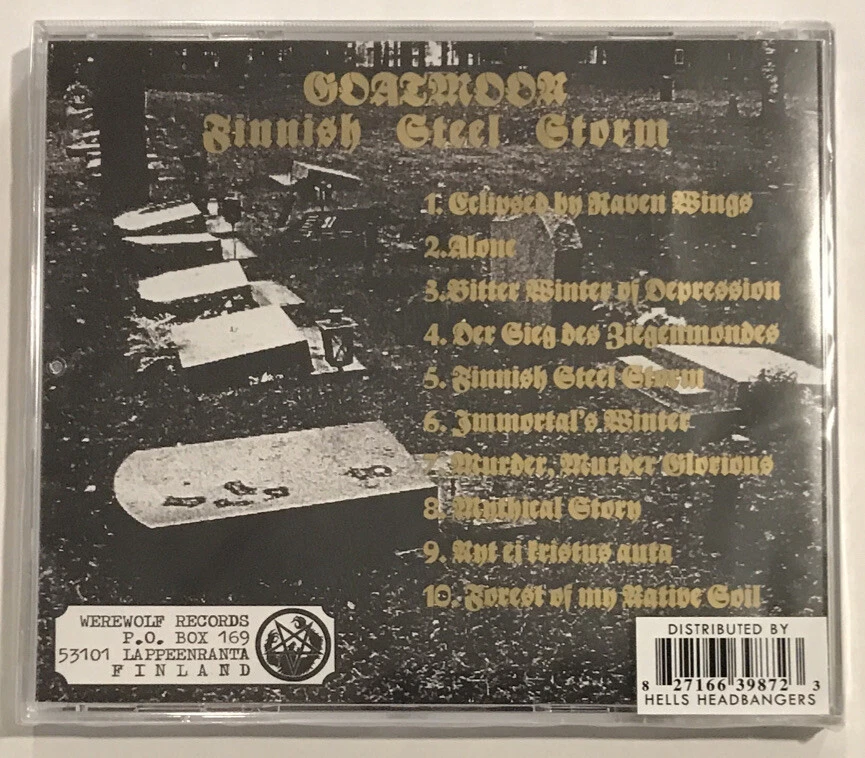 GOATMOON
Finnish Steel Storm
1. Eclipsed by Raven Wings
2. Alone
3. Bitter Winter of Depression
4. Der Sieg des Ziegenmondes
5. Finnish Steel Storm
6. Immortal's Winter
7. Murder, Murder Glorious
8. Mythical Story
9. Nyt ei kristus auta
10. Forest of my Native Soil
WEREWOLF RECORDS
P.O. BOX 169
53101 LAPPEENRANTA
FINLAND
DISTRIBUTED BY
8 27166 39872 3
HELLS HEADBANGERS